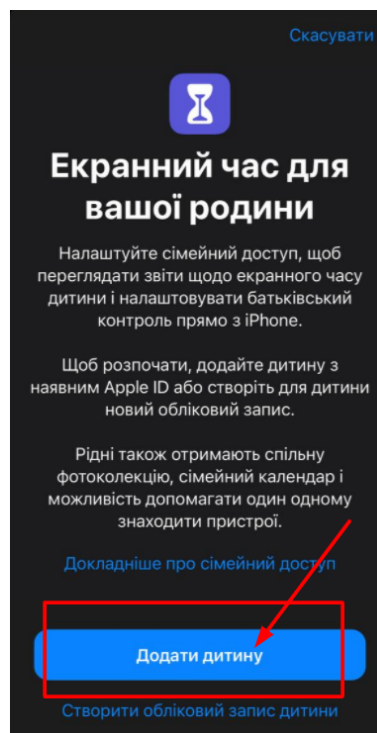 Скасувати
Екранний час для
вашої родини
Налаштуйте сімейний доступ, щоб
переглядати звіти щодо екранного часу
дитини і налаштовувати батьківський
контроль прямо з iPhone.
Щоб розпочати, додайте дитину з
наявним Apple ID або створіть для дитини
новий обліковий запис.
Рідні також отримають спільну
фотоколекцію, сімейний календар і
можливість допомагати один одному
знаходити пристрої.
Докладніше про сімейний доступ
Додати дитину
Створити обліковий запис дитини